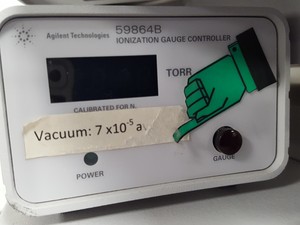 Agilent Technologies
59864B
IONIZATION GAUGE CONTROLLER
TORR
CALIBRATED FOR N
Vacuum: 7 x10-5 a
GAUGE
POWER